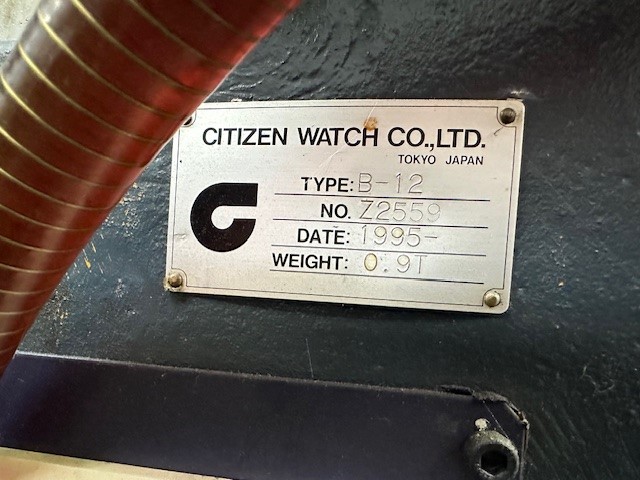 CITIZEN WATCH CO.,LTD.
TOKYO JAPAN
TYPE: B-12
NO. Z2559
DATE: 1995-
WEIGHT: 0.9T